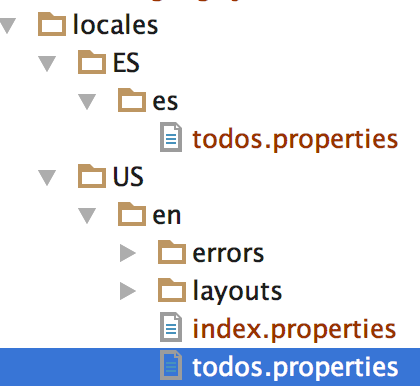 locales
ES
es
todos.properties
US
en
errors
layouts
index.properties
todos.properties